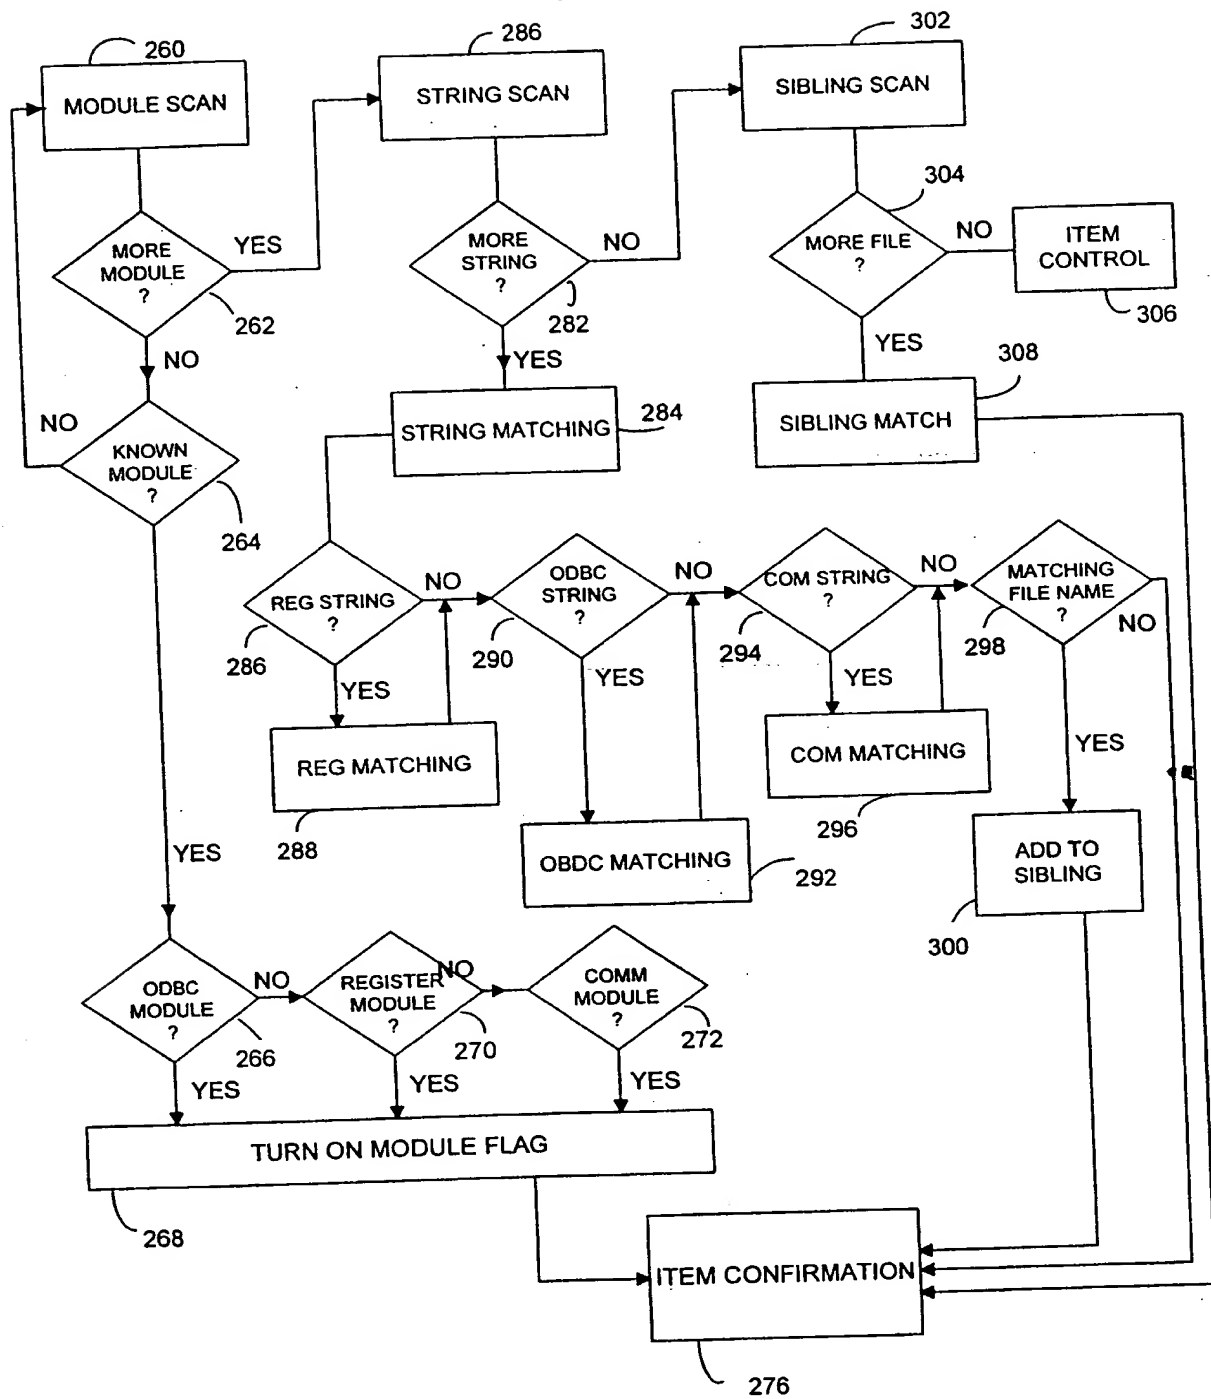 260
MODULE SCAN
286
STRING SCAN
302
SIBLING SCAN
MORE
MODULE
?
YES
262
NO
MORE
STRING
?
NO
282
YES
304
MORE FILE
?
NO
ITEM
CONTROL
306
YES
NO
KNOWN
MODULE
?
264
STRING MATCHING
284
308
SIBLING MATCH
REG STRING
?
NO
286
YES
ODBC
STRING
?
NO
290
YES
COM STRING
?
NO
294
YES
MATCHING
FILE NAME
?
298
NO
YES
REG MATCHING
288
OBDC MATCHING
292
COM MATCHING
296
ADD TO
SIBLING
300
YES
ODBC
MODULE
?
NO
266
YES
REGISTER
MODULE
?
NO
270
YES
COMM
MODULE
?
272
YES
TURN ON MODULE FLAG
268
ITEM CONFIRMATION
276